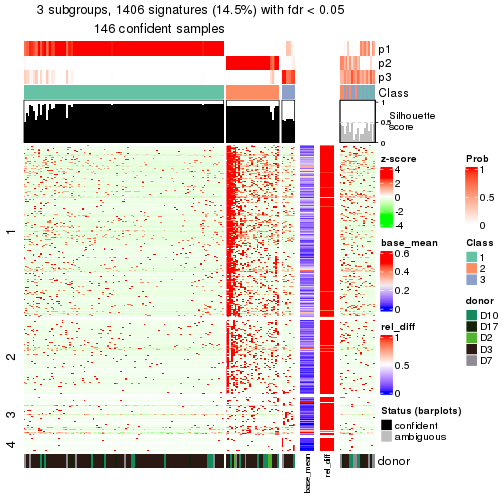 3 subgroups, 1406 signatures (14.5%) with fdr < 0.05
146 confident samples
p1
p2
p3
Class
1
0.5
0
Silhouette
score
1
2
3
4
z-score
4
2
0
-2
-4
base_mean
0.6
0.4
0.2
0
rel_diff
1
0.5
0
Status (barplots)
confident
ambiguous
Prob
1
0.5
0
Class
1
2
3
donor
D10
D17
D2
D3
D7
base_mean
rel_diff
donor